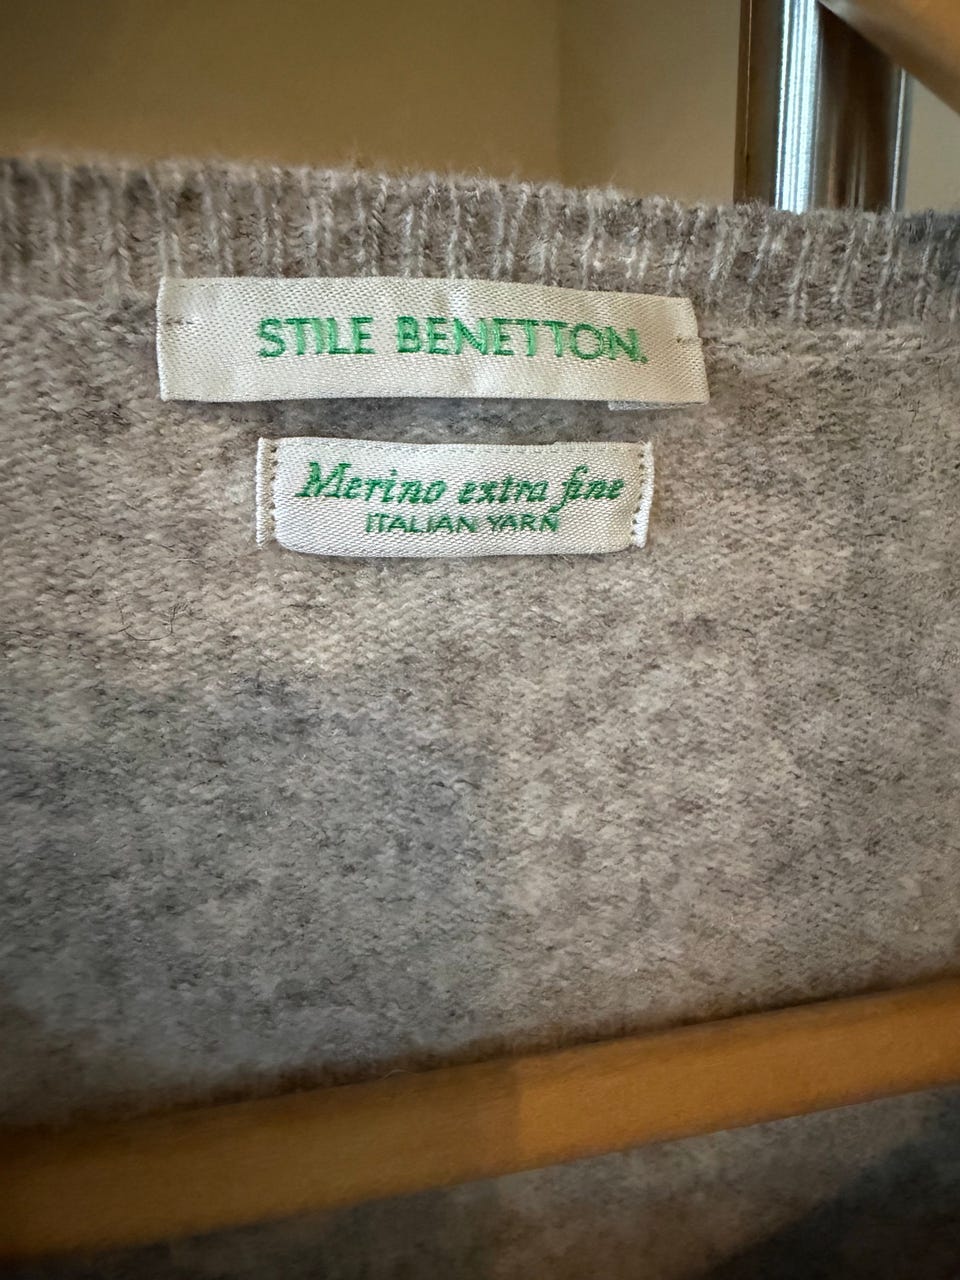 STILE BENETTON.
Merino extra fine
ITALIAN YARN